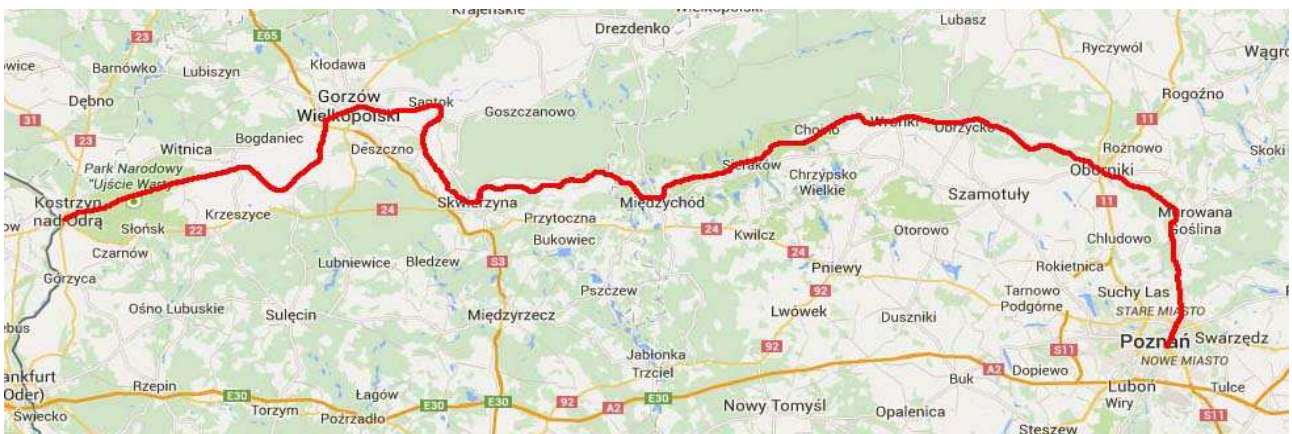 Krajeńskie
Drezdenko
Lubasz
Ryczywół
Wągro
23
E65
Kłodawa
Barnówko
Lubiszyn
Rogoźno
Dębno
Gorzów
Wielkopolski
Santok
Goszczanowo
31
23
Bogdaniec
Chojno
Wronki
Obrzycko
11
Rożnowo
Skoki
Witnica
Deszczno
Park Narodowy
"Ujście Warty"
Sieraków
Chrzypsko
Wielkie
Oborniki
Szamotuły
Kostrzyn
nad Odrą
Krzeszyce
24
Skwierzyna
Międzychód
11
Murowana
Goślina
Słońsk
22
Przytoczna
24
Kwilcz
Otorowo
Chludowo
Czarnów
Bukowiec
24
Rokietnica
Górzyca
Lubniewice
Bledzew
S3
Pniewy
Pszczew
92
Tarnowo
Podgórne
Suchy Las
Ośno Lubuskie
Sulęcin
Międzyrzecz
Lwówek
Duszniki
STARE MIASTO
Poznań
Swarzędz
Jabłonka
Trzciel
92
S11
NOWE MIASTO
ankfurt
(Oder)
Rzepin
Łagów
A2
Buk
Dopiewo
Luboń
Tulce
E30
E30
92
E30
Wiry
Świecko
Torzym
Poźrzadło
E30
A2
Nowy Tomyśl
Opalenica
S11
Stęszew